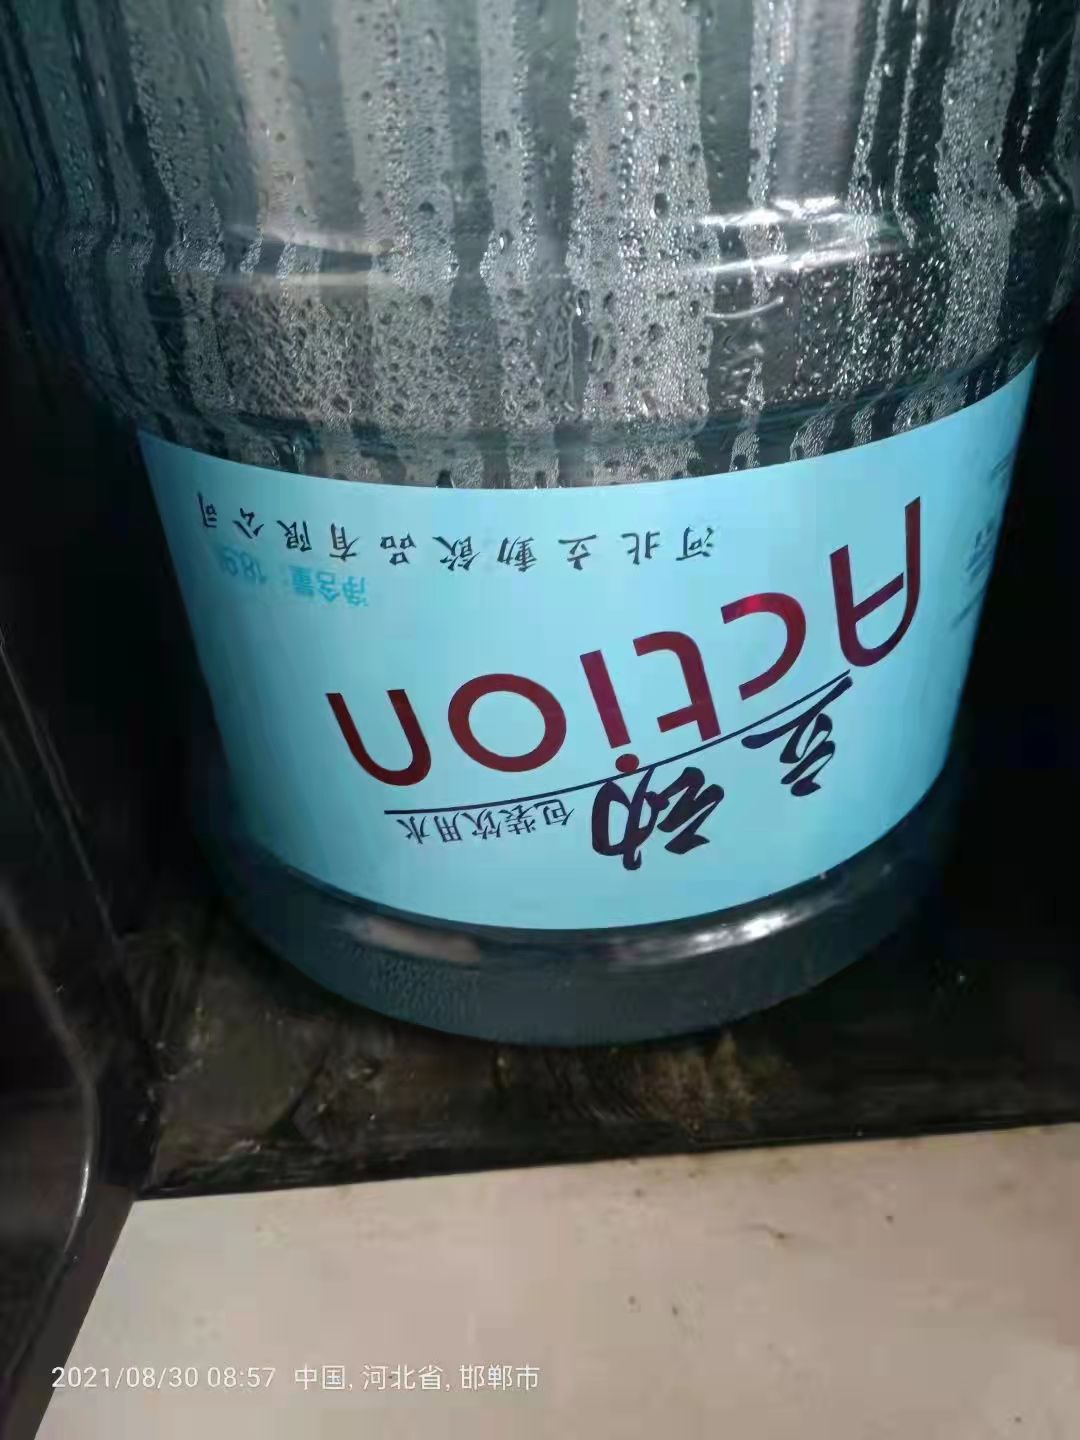 立动 包装饮用水
Action
净含量: 18.9
河北立動飲品有限公司
2021/08/30 08:57 中国, 河北省, 邯郸市